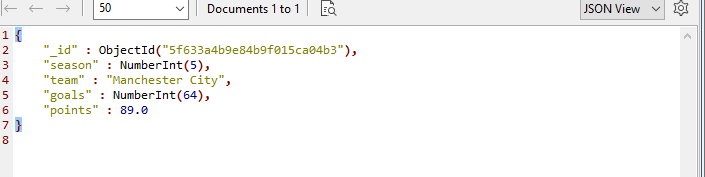 50 Documents 1 to 1 JSON View
1 {
2 "_id" : ObjectId("5f633a4b9e84b9f015ca04b3"),
3 "season" : NumberInt(5),
4 "team" : "Manchester City",
5 "goals" : NumberInt(64),
6 "points" : 89.0
7 }
8